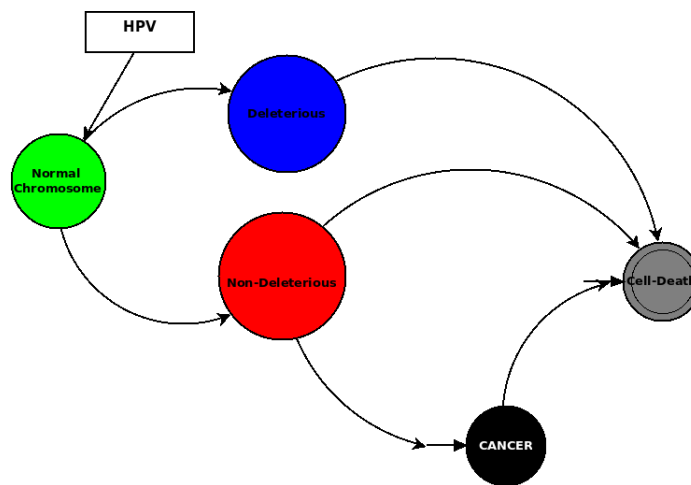 HPV
Deleterious
Normal
Chromosome
Non-Deleterious
Cell-Death
CANCER